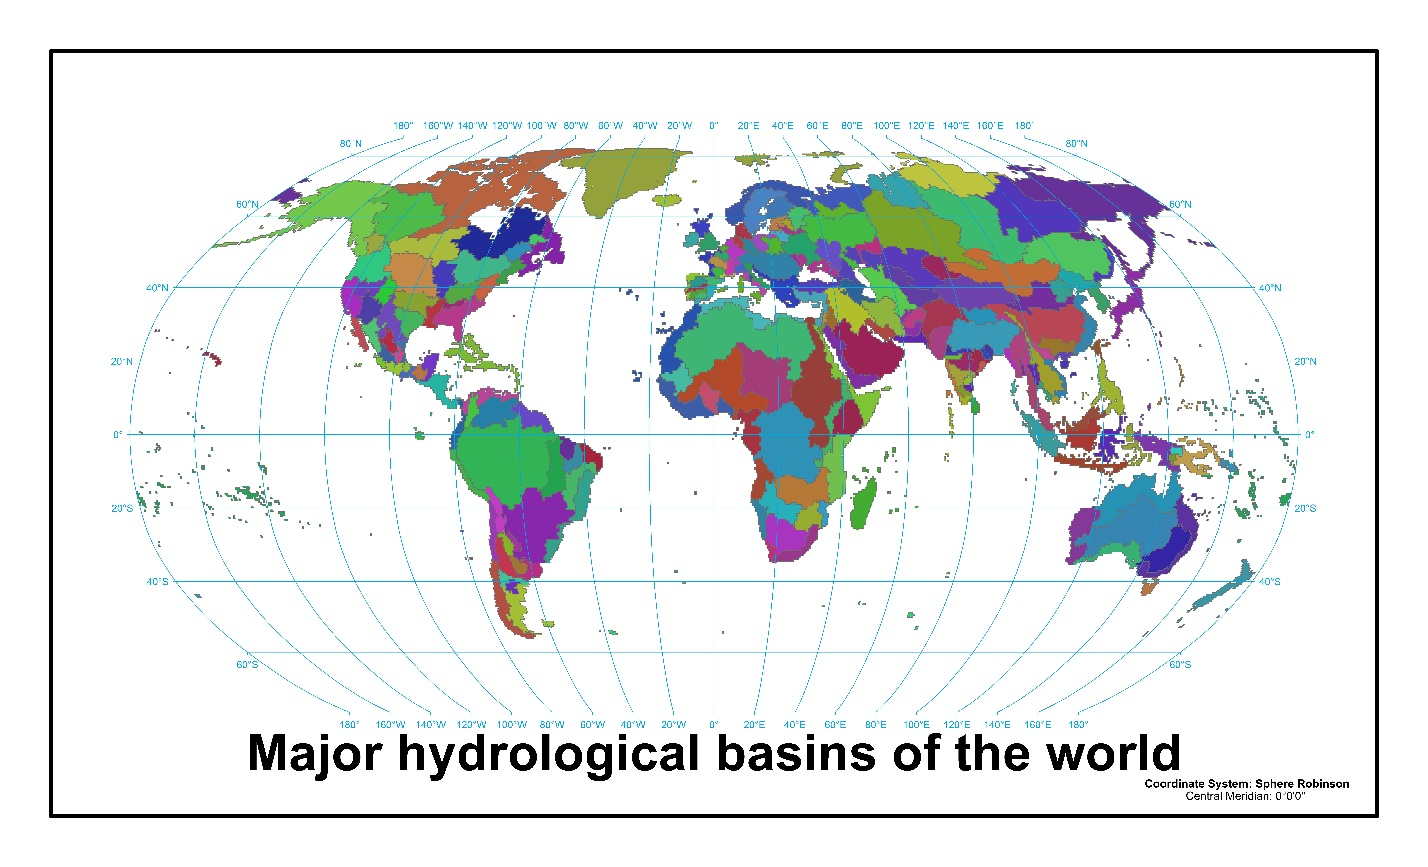 180° 160°W 140°W 120°W 100°W 80°W 60°W 40°W 20°W 0° 20°E 40°E 60°E 80°E 100°E 120°E 140°E 160°E 180°
80°N 80°N
60°N 60°N
40°N 40°N
20°N 20°N
0° 0°
20°S 20°S
40°S 40°S
60°S 60°S
180° 160°W 140°W 120°W 100°W 80°W 60°W 40°W 20°W 0° 20°E 40°E 60°E 80°E 100°E 120°E 140°E 160°E 180°
Major hydrological basins of the world
Coordinate System: Sphere Robinson
Central Meridian: 0°0'0"